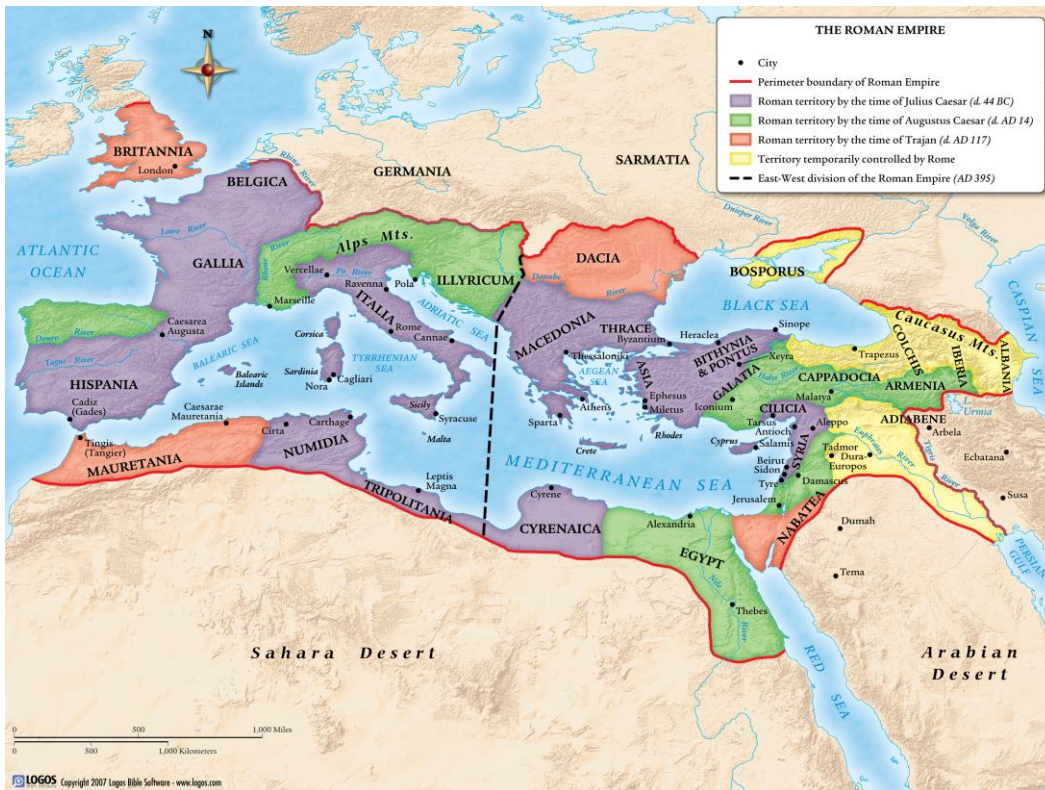 THE ROMAN EMPIRE
City
Perimeter boundary of Roman Empire
Roman territory by the time of Julius Caesar (d. 44 BC)
Roman territory by the time of Augustus Caesar (d. AD 14)
Roman territory by the time of Trajan (d. AD 117)
Territory temporarily controlled by Rome
East-West division of the Roman Empire (AD 395)
N
BRITANNIA
London
BELGICA
Rhine
River
GERMANIA
SARMATIA
Dnieper River
Volga River
ATLANTIC
OCEAN
Loire River
GALLIA
Rhone River
Alps Mts.
Vercellae
Po River
Ravenna
Pola
ILLYRICUM
DACIA
Danube
River
BOSPORUS
BLACK SEA
CASPIAN
SEA
Marseille
ITALIA
ADRIATIC SEA
Douro
River
Caesarea
Augusta
Corsica
Rome
Cannae
MACEDONIA
THRACE
Byzantium
Heraclea
Sinope
Caucasus Mts.
COLCHIS
IBERIA
ALBANIA
Tagus River
BALEARIC SEA
Balearic
Islands
Sardinia
Nora
Cagliari
TYRRHENIAN
SEA
Thessaloniki
AEGEAN
SEA
ASIA
BITHYNIA
& PONTUS
Xeyra
Trapezus
GALATIA
Halys River
CAPPADOCIA
ARMENIA
Malatya
HISPANIA
Cadiz
(Gades)
Caesarae
Mauretania
Cirta
Carthage
Sicily
Syracuse
Malta
Sparta
Athens
Ephesus
Miletus
Iconium
Rhodes
Crete
CILICIA
Tarsus
Antioch
Aleppo
Cyprus
Salamis
SYRIA
ADIABENE
L.
Urmia
Arbela
Ecbatana
Tingis
(Tangier)
MAURETANIA
NUMIDIA
MEDITERRANEAN SEA
Beirut
Sidon
Tyre
Damascus
Tadmor
Dura-
Europos
Euphrates
River
Tigris
River
Susa
Leptis
Magna
TRIPOLITANIA
Cyrene
CYRENAICA
Alexandria
Jerusalem
NABATEA
Dumah
PERSIAN
GULF
EGYPT
Nile
River
Thebes
Tema
Sahara Desert
RED
SEA
Arabian
Desert
0 500 1,000 Miles
0 500 1,000 Kilometers
LOGOS Copyright 2007 Logos Bible Software - www.logos.com